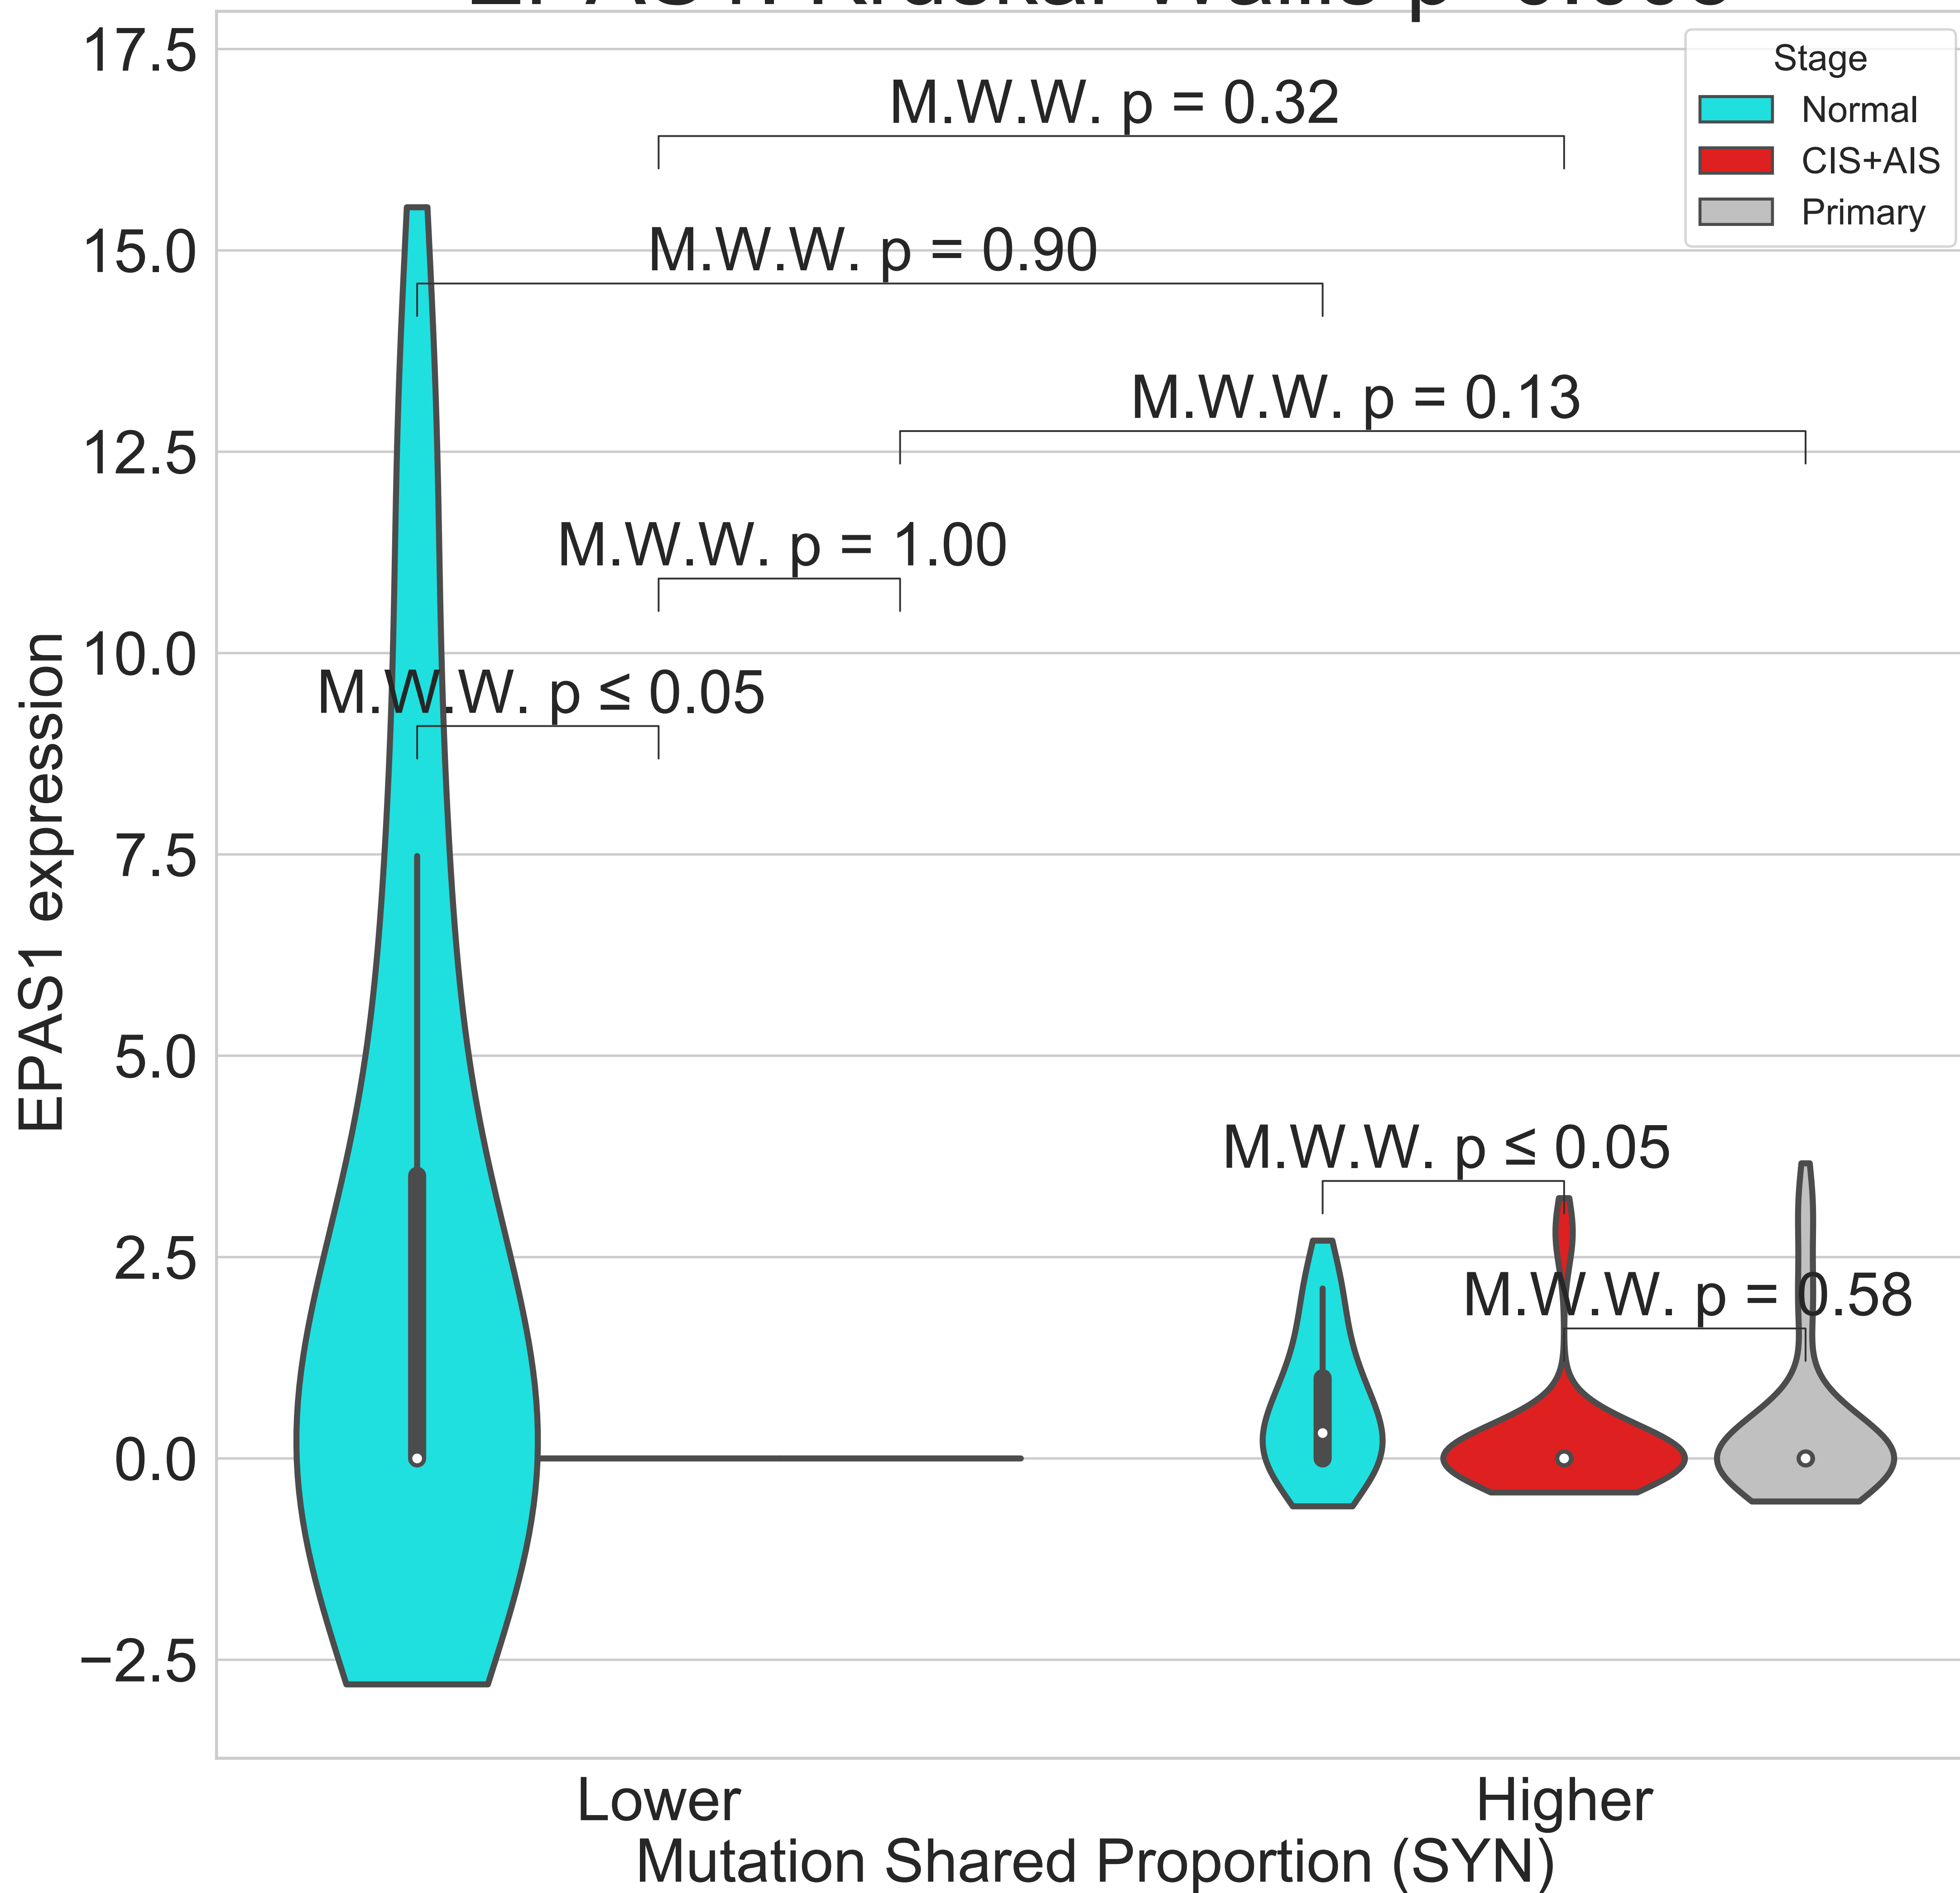 17.5
15.0
12.5
10.0
7.5
5.0
2.5
0.0
−2.5
EPAS1 expression
Stage
Normal
CIS+AIS
Primary
M.W.W. p = 0.32
M.W.W. p = 0.90
M.W.W. p = 0.13
M.W.W. p = 1.00
M.W.W. p ≤ 0.05
M.W.W. p ≤ 0.05
M.W.W. p = 0.58
Lower
Higher
Mutation Shared Proportion (SYN)